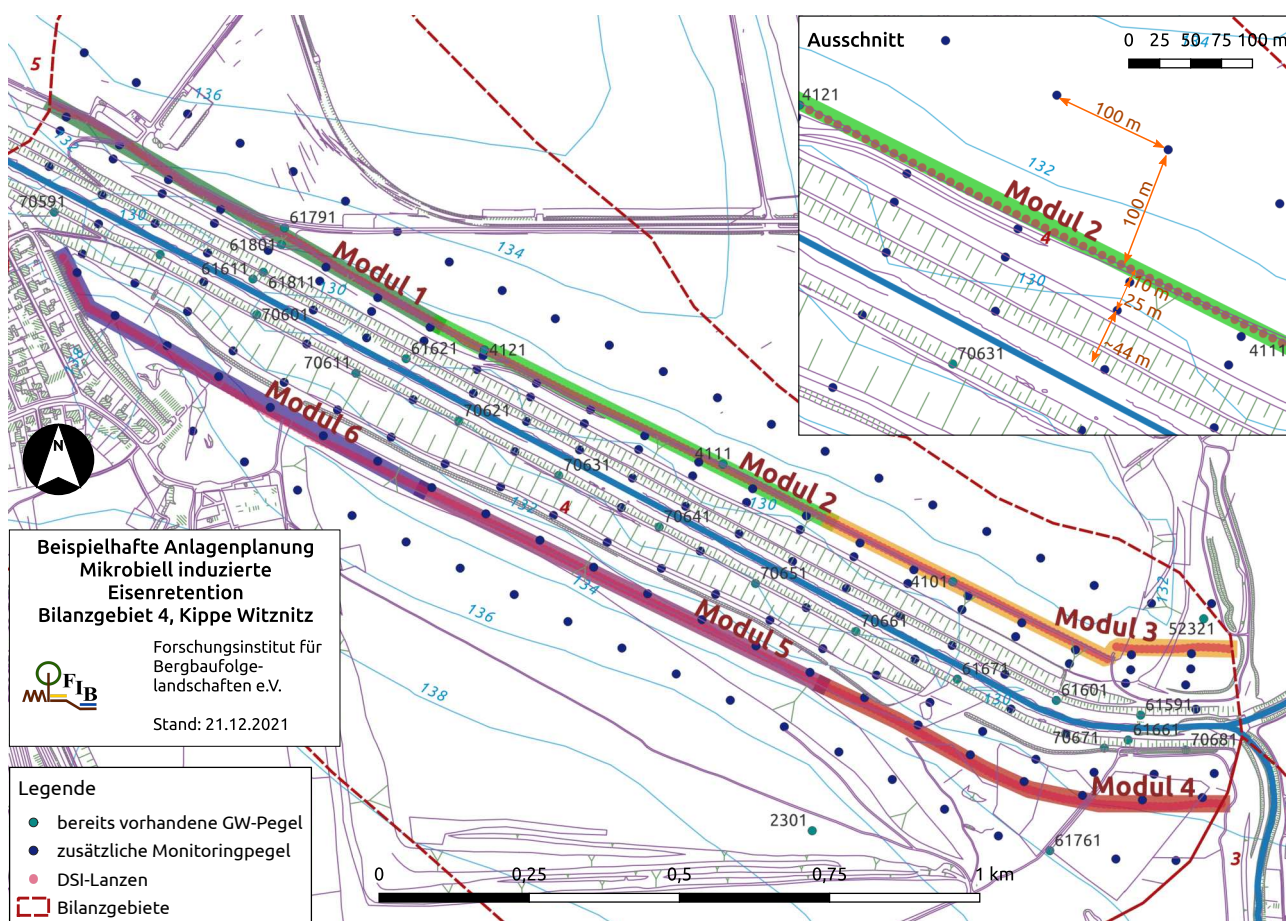 5
136
132
130
70591
61791
61801
61611
61811
130
70601
134
Modul 1
61621
4121
70611
138
Modul 6
70621
4111
70631
Modul 2
130
132
4
70641
134
70651
4101
132
Modul 3
52321
136
Modul 5
70661
61671
61601
130
61591
138
70671
61661
70681
Modul 4
2301
61761
3
N
Ausschnitt
0 25 50 75 100 m
134
4121
100 m
132
100 m
Modul 2
4
130
10 m
25 m
~44 m
70631
4111
Beispielhafte Anlagenplanung
Mikrobiell induzierte
Eisenretention
Bilanzgebiet 4, Kippe Witznitz
FIB
Forschungsinstitut für
Bergbaufolge-
landschaften e.V.
Stand: 21.12.2021
Legende
bereits vorhandene GW-Pegel
zusätzliche Monitoringpegel
DSI-Lanzen
Bilanzgebiete
0 0,25 0,5 0,75 1 km